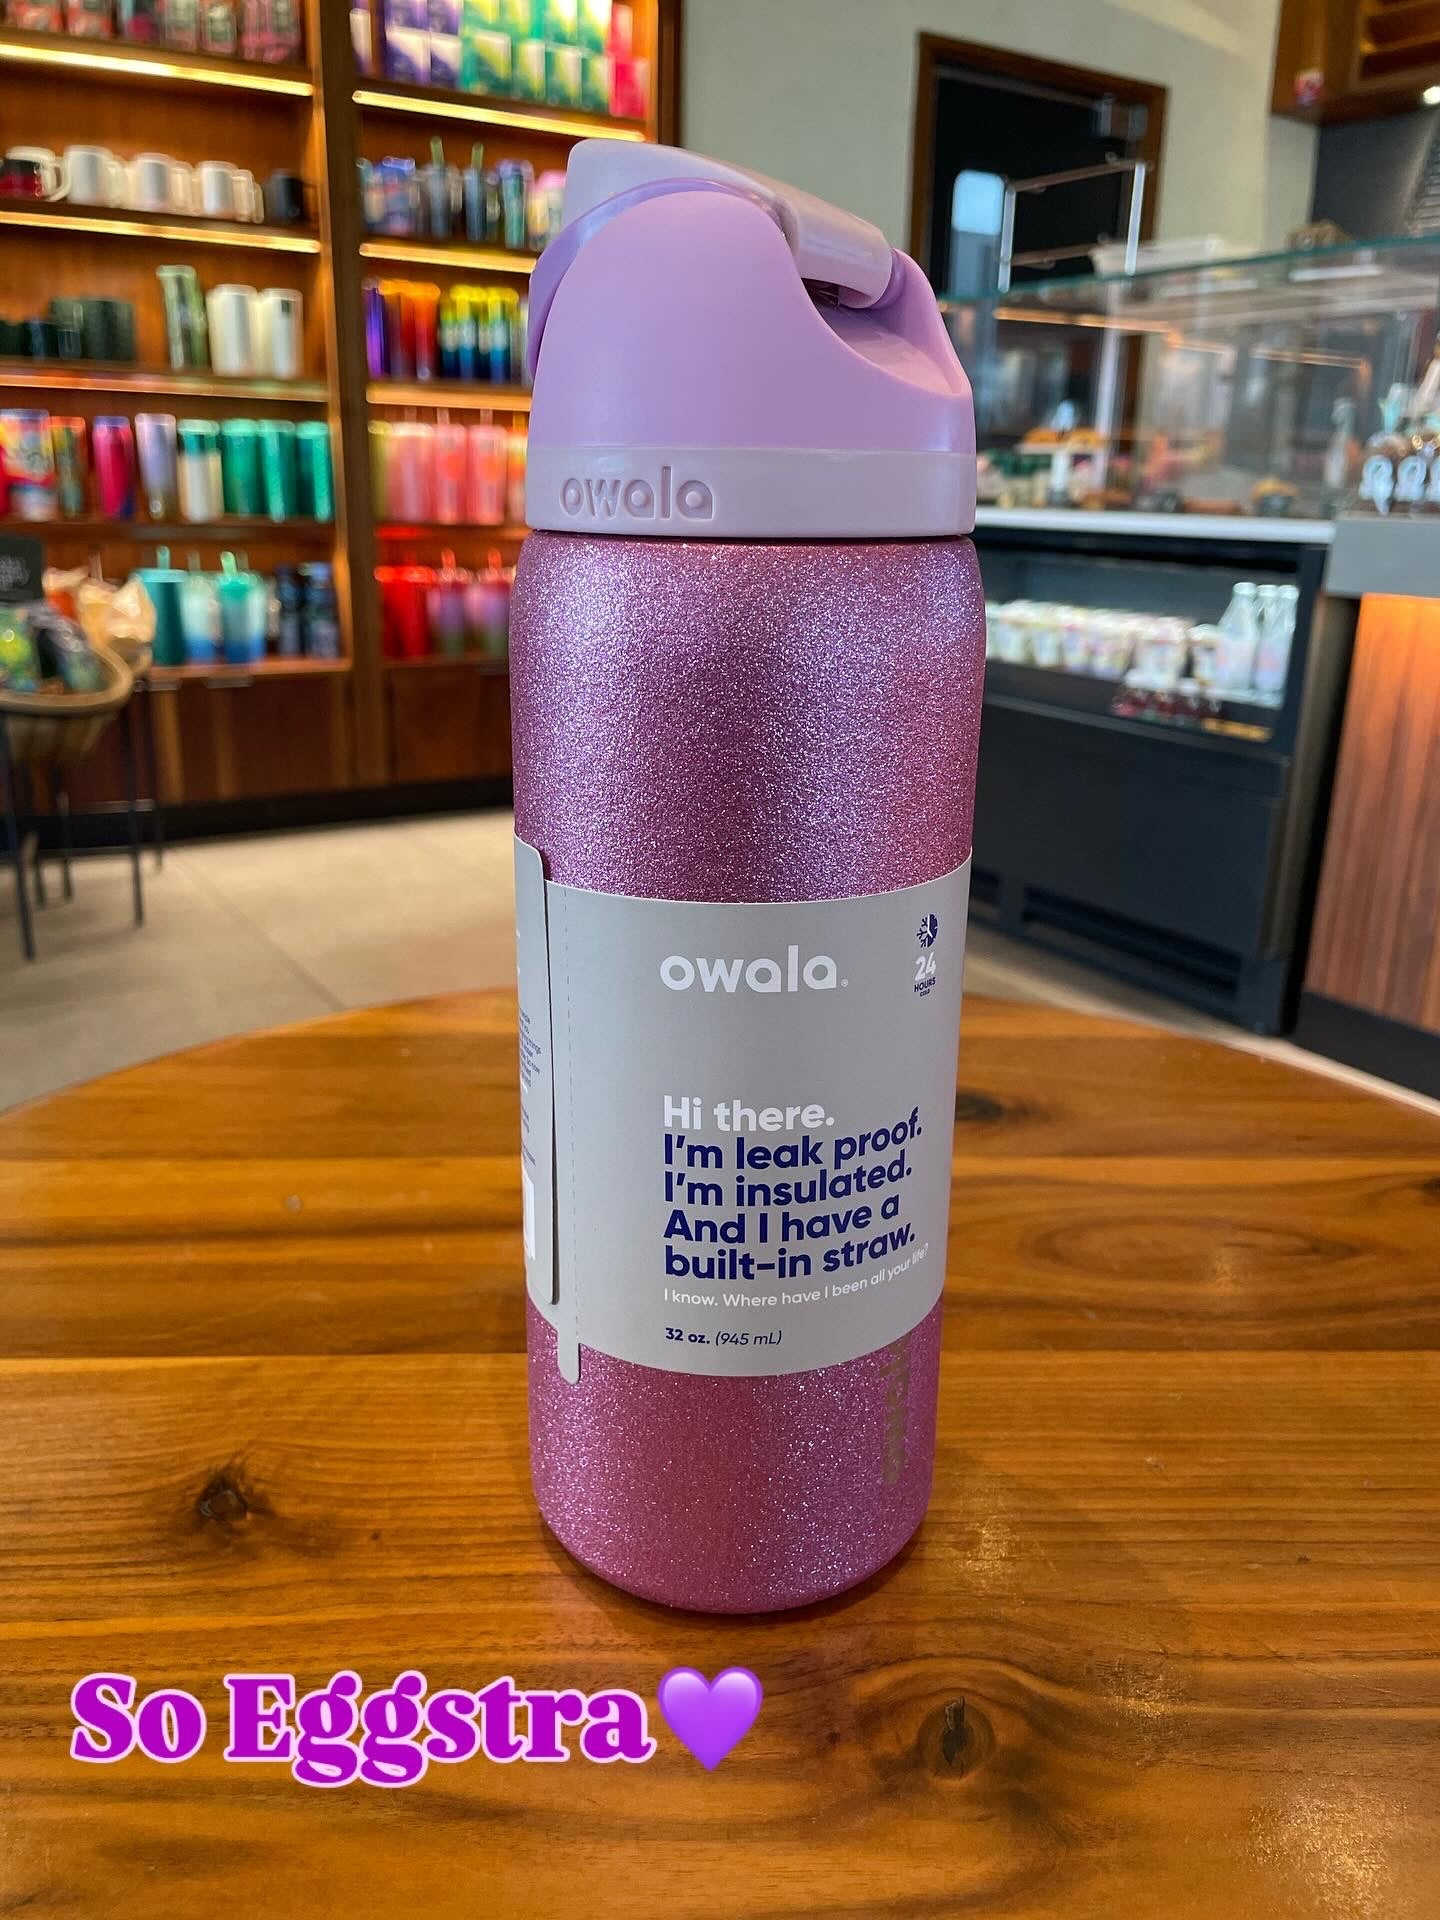 owala
owala®
24
HOURS
COLD
Hi there.
I'm leak proof.
I'm insulated.
And I have a
built-in straw.
I know. Where have I been all your life?
32 oz. (945 mL)
So Eggstra💜